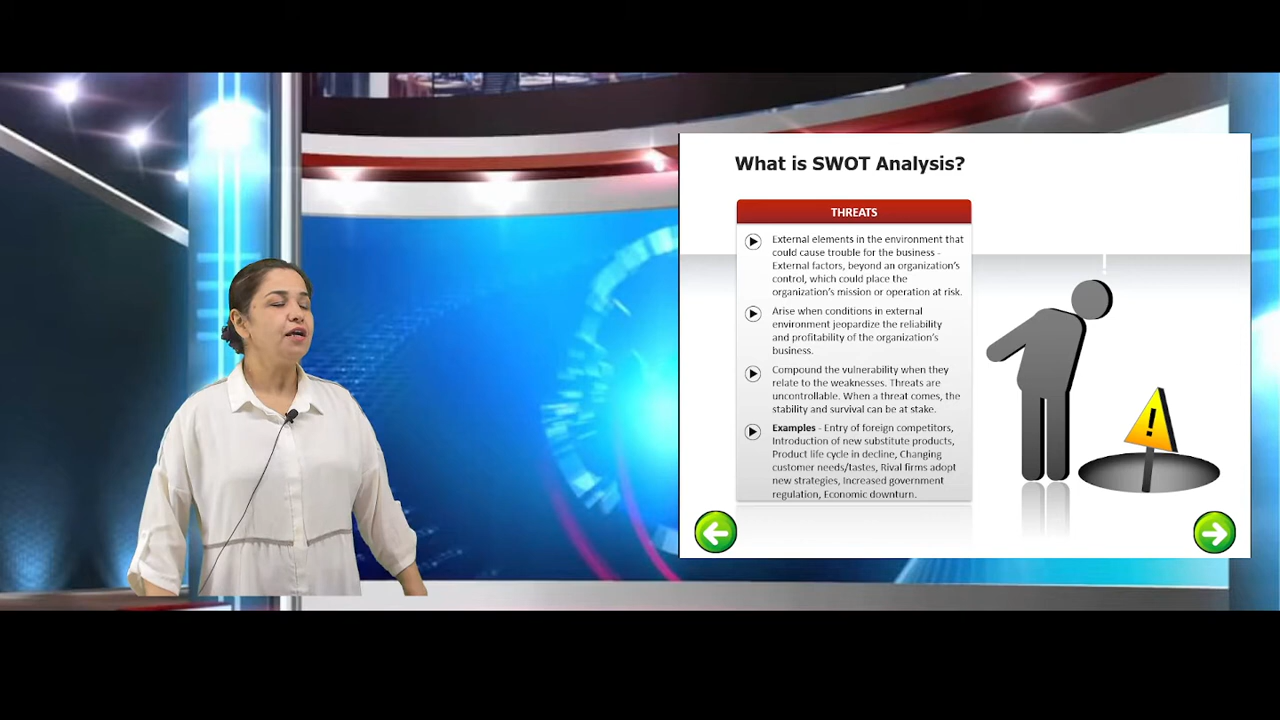 What is SWOT Analysis?
THREATS
External elements in the environment that
could cause trouble for the business -
External factors, beyond an organization's
control, which could place the
organization's mission or operation at risk.
Arise when conditions in external
environment jeopardize the reliability
and profitability of the organization's
business.
Compound the vulnerability when they
relate to the weaknesses. Threats are
uncontrollable. When a threat comes, the
stability and survival can be at stake.
Examples - Entry of foreign competitors,
Introduction of new substitute products,
Product life cycle in decline, Changing
customer needs/tastes, Rival firms adopt
new strategies, Increased government
regulation, Economic downturn.
!
!